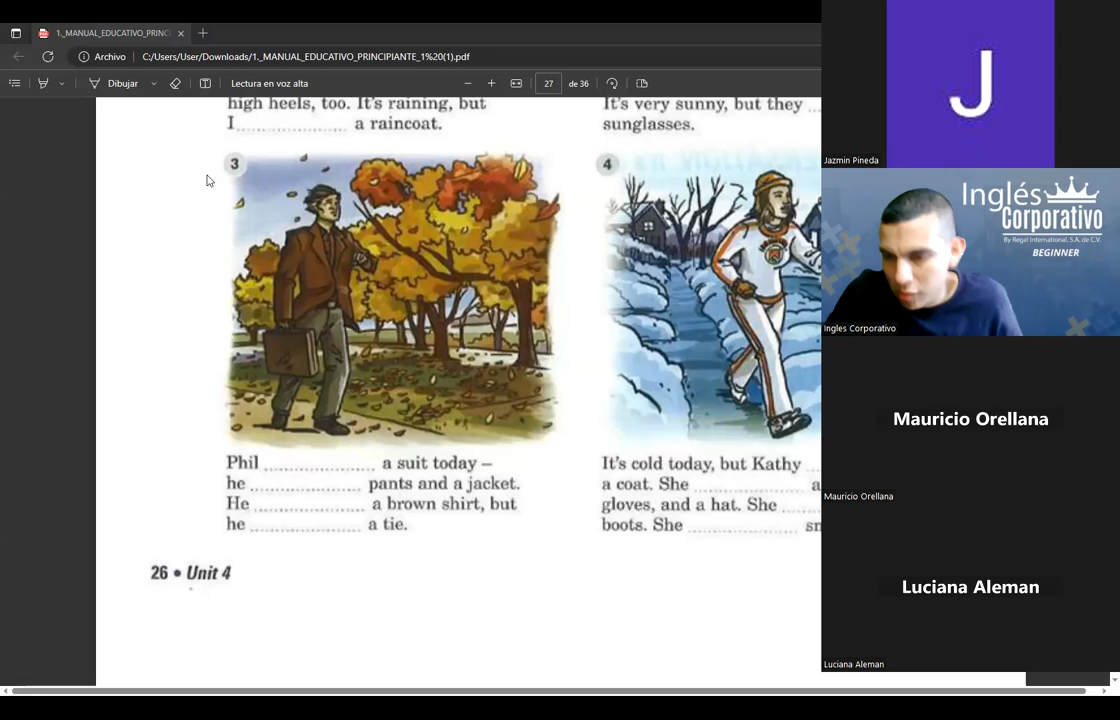 1._MANUAL_EDUCATIVO_PRINCI
Archivo
C:/Users/User/Downloads/1._MANUAL_EDUCATIVO_PRINCIPIANTE_1%20(1).pdf
Dibujar
Lectura en voz alta
27
de 36
high heels, too. It's raining, but
I .................... a raincoat.
It's very sunny, but they ...
sunglasses.
3
4
Phil .................... a suit today –
he .................... pants and a jacket.
He .................... a brown shirt, but
he .................... a tie.
It's cold today, but Kathy ...
a coat. She .................... a
gloves, and a hat. She ......
boots. She .................... sn
26 • Unit 4
J
Jazmin Pineda
Inglés
Corporativo
By Regal International, S.A. de C.V.
BEGINNER
Ingles Corporativo
Mauricio Orellana
Mauricio Orellana
Luciana Aleman
Luciana Aleman